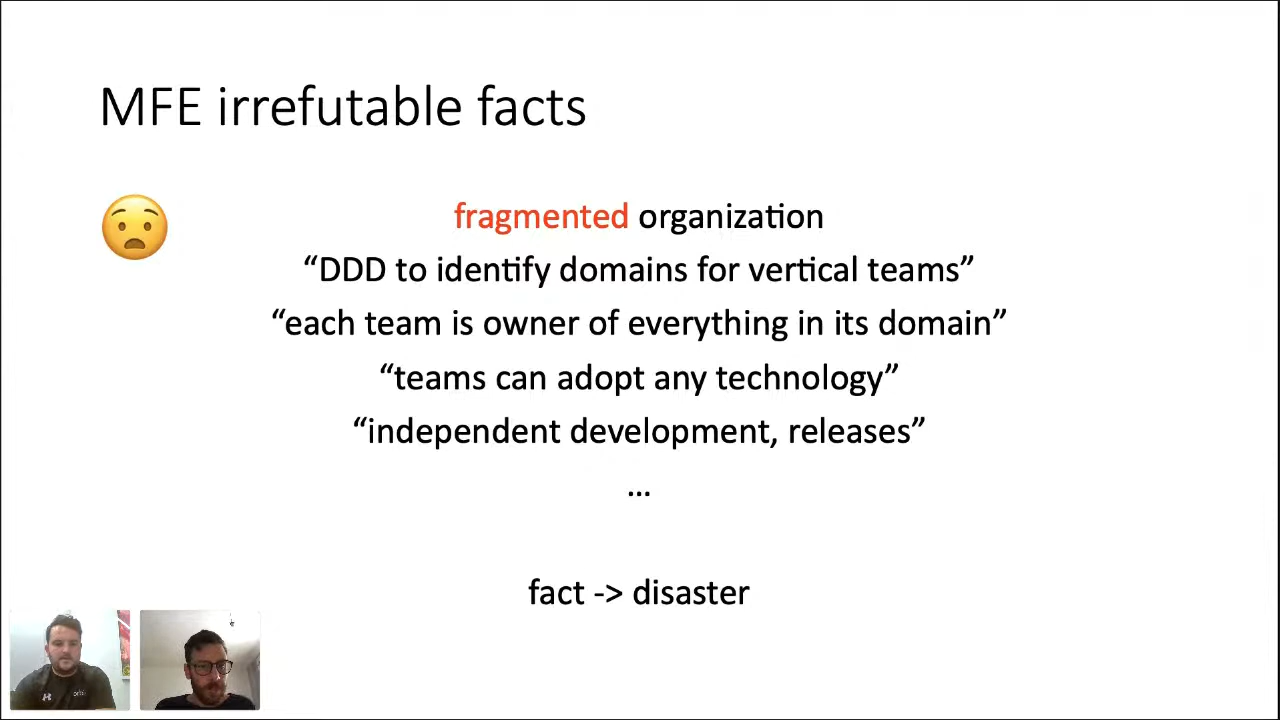 MFE irrefutable facts
fragmented organization
“DDD to identify domains for vertical teams”
“each team is owner of everything in its domain”
“teams can adopt any technology”
“independent development, releases”
...
fact -> disaster